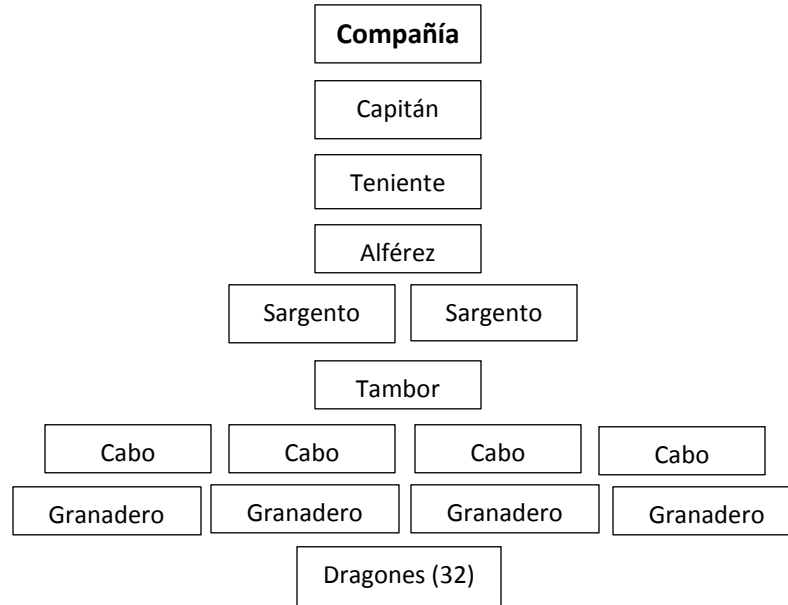 Compañía
Capitán
Teniente
Alférez
Sargento Sargento
Tambor
Cabo Cabo Cabo Cabo
Granadero Granadero Granadero Granadero
Dragones (32)